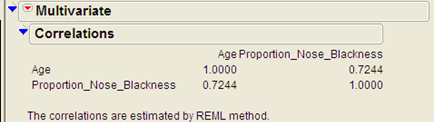 Multivariate
Correlations
Age Proportion_Nose_Blackness
Age 1.0000 0.7244
Proportion_Nose_Blackness 0.7244 1.0000
The correlations are estimated by REML method.